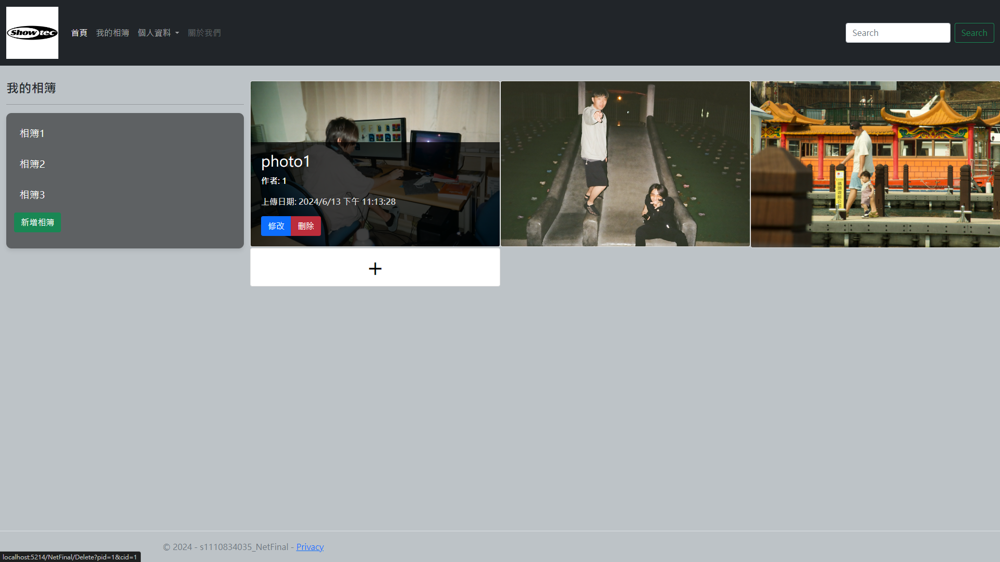 Showtec
首頁 我的相簿 個人資料 關於我們
Search
Search
我的相簿
相簿1
相簿2
相簿3
新增相簿
photo1
作者: 1
上傳日期: 2024/6/13 下午 11:13:28
修改 刪除
+
© 2024 - s1110834035_NetFinal - Privacy
localhost:5214/NetFinal/Delete?pid=1&cid=1